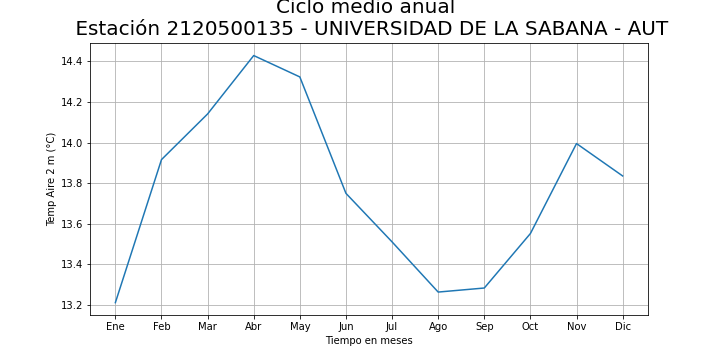 Ciclo medio anual
Estación 2120500135 - UNIVERSIDAD DE LA SABANA - AUT
14.4
14.2
14.0
13.8
13.6
13.4
13.2
Temp Aire 2 m (°C)
Ene Feb Mar Abr May Jun Jul Ago Sep Oct Nov Dic
Tiempo en meses